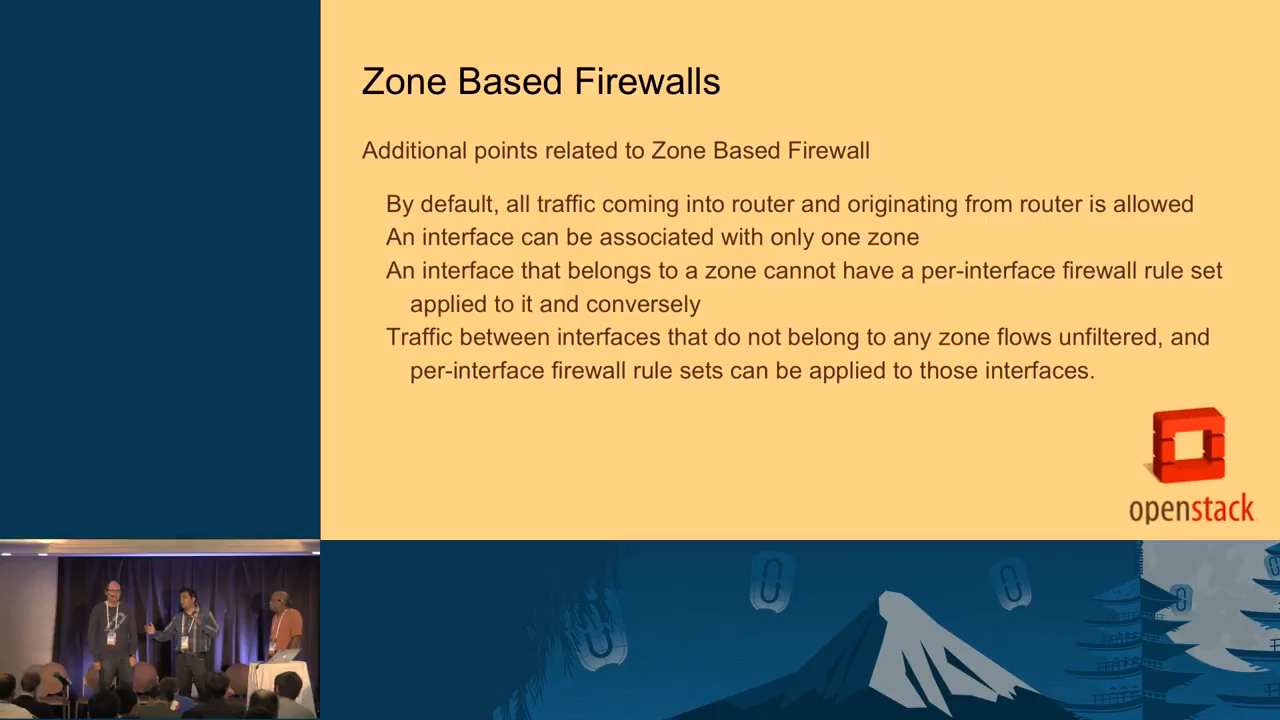 Zone Based Firewalls
Additional points related to Zone Based Firewall
By default, all traffic coming into router and originating from router is allowed
An interface can be associated with only one zone
An interface that belongs to a zone cannot have a per-interface firewall rule set
applied to it and conversely
Traffic between interfaces that do not belong to any zone flows unfiltered, and
per-interface firewall rule sets can be applied to those interfaces.
openstack